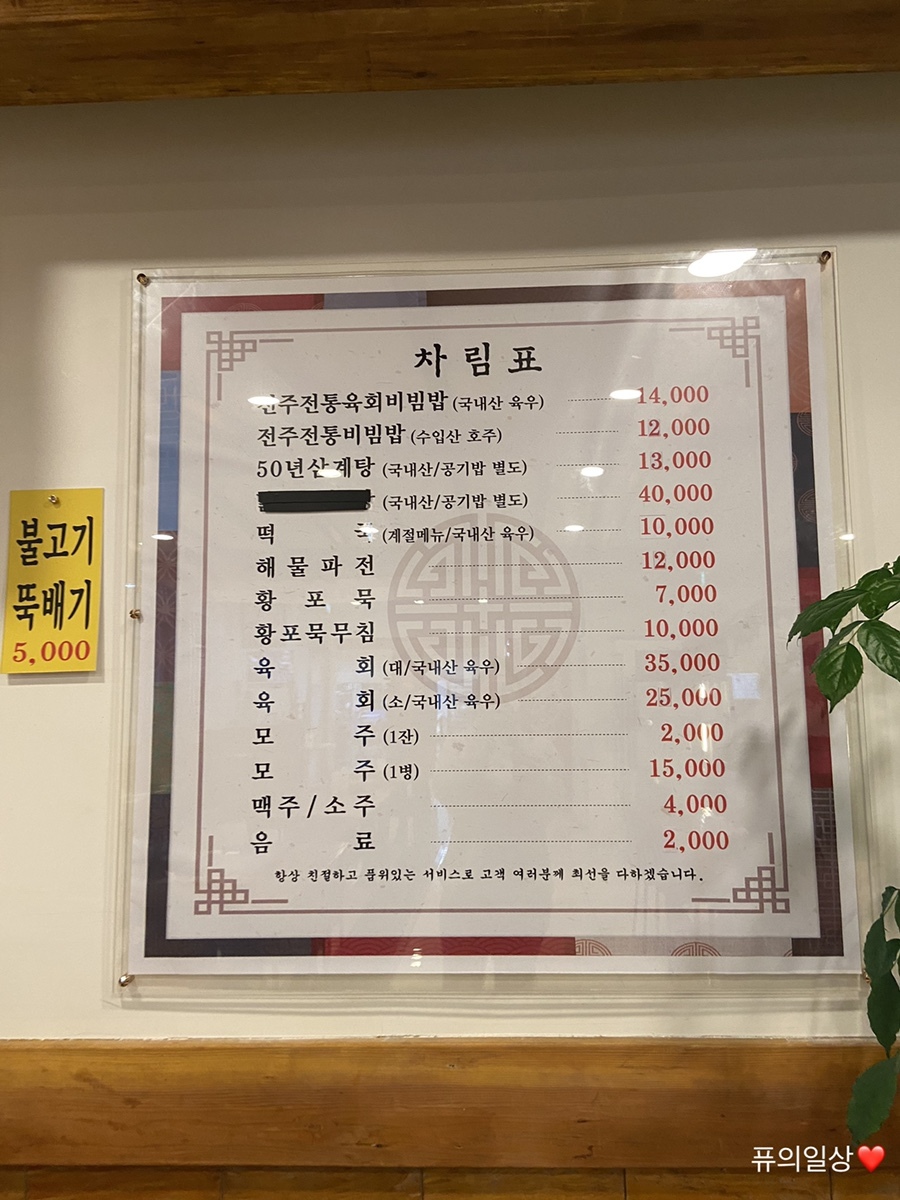 차림표
전주전통육회비빔밥 (국내산 육우) 14,000
전주전통비빔밥 (수입산 호주) 12,000
50년산계탕 (국내산/공기밥 별도) 13,000
(국내산/공기밥 별도) 40,000
떡국 (계절메뉴/국내산 육우) 10,000
해물파전 12,000
황포묵 7,000
황포묵무침 10,000
육회 (대/국내산 육우) 35,000
육회 (소/국내산 육우) 25,000
모주 (1잔) 2,000
모주 (1병) 15,000
맥주/소주 4,000
음료 2,000
항상 친절하고 품위있는 서비스로 고객 여러분께 최선을 다하겠습니다.
불고기
뚝배기
5,000
퓨의일상❤️